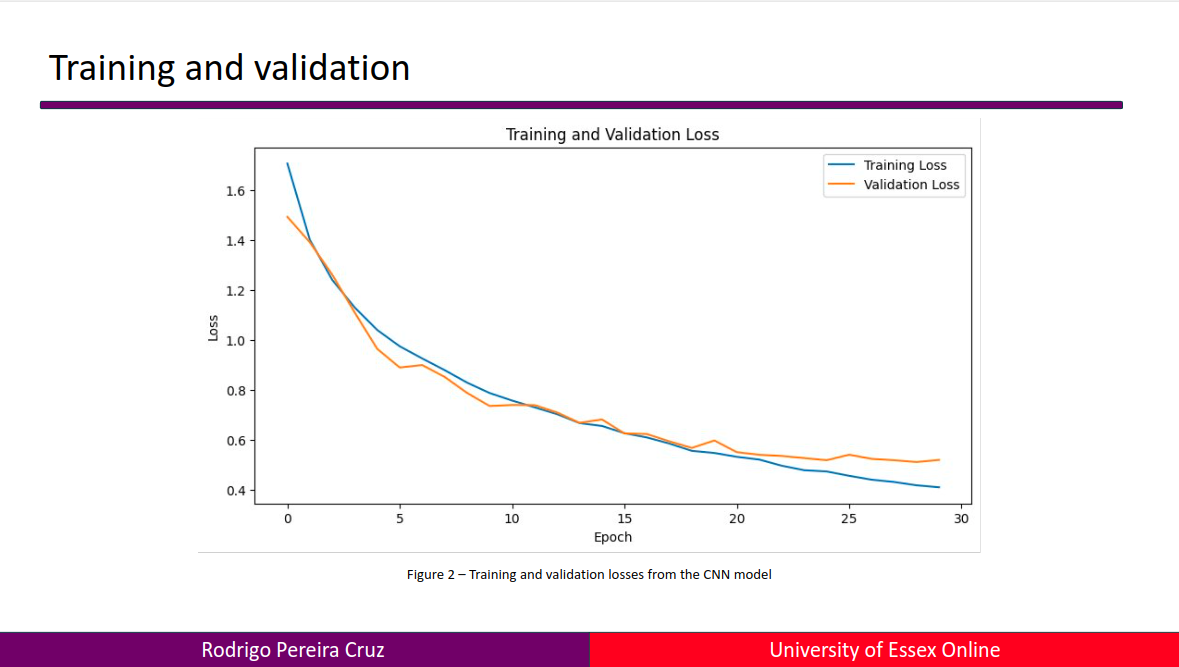 Training and validation
Training and Validation Loss
Training Loss
Validation Loss
1.6
1.4
1.2
1.0
0.8
0.6
0.4
Loss
0 5 10 15 20 25 30
Epoch
Figure 2 – Training and validation losses from the CNN model
Rodrigo Pereira Cruz
University of Essex Online